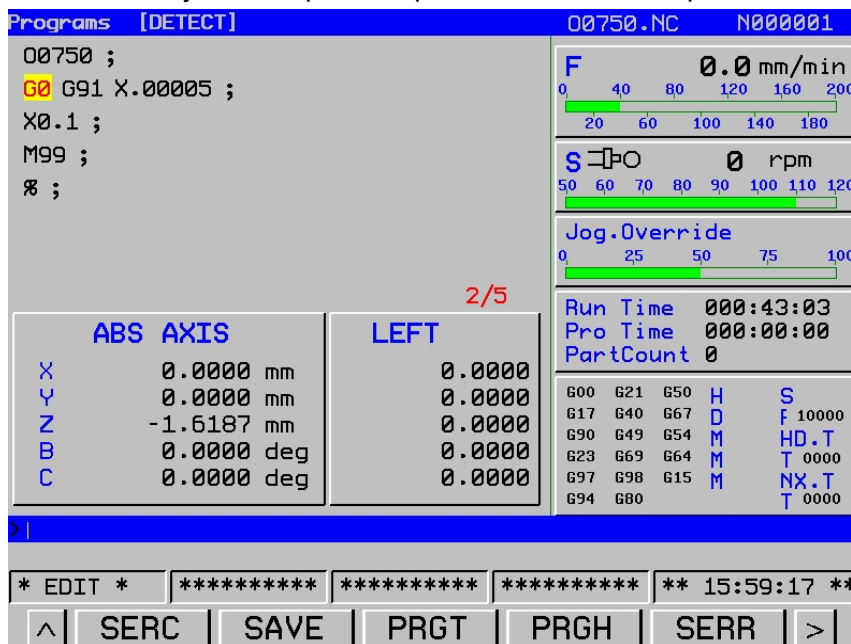 Programs [DETECT] O0750.NC N000001
O0750 ;
G0 G91 X.00005 ;
X0.1 ;
M99 ;
% ;
2/5
F 0.0 mm/min
0 40 80 120 160 200
20 60 100 140 180
S 0 rpm
50 60 70 80 90 100 110 120
Jog.Override
0 25 50 75 100
Run Time 000:43:03
Pro Time 000:00:00
PartCount 0
ABS AXIS LEFT
X 0.0000 mm 0.0000
Y 0.0000 mm 0.0000
Z -1.6187 mm 0.0000
B 0.0000 deg 0.0000
C 0.0000 deg 0.0000
G00 G21 G50 H S
G17 G40 G67 D F 10000
G90 G49 G54 M HD.T
G23 G69 G64 M T 0000
G97 G98 G15 M NX.T
G94 G80 T 0000
>
* EDIT * ********** ********** ********** ** 15:59:17 **
^ SERC SAVE PRGT PRGH SERR >